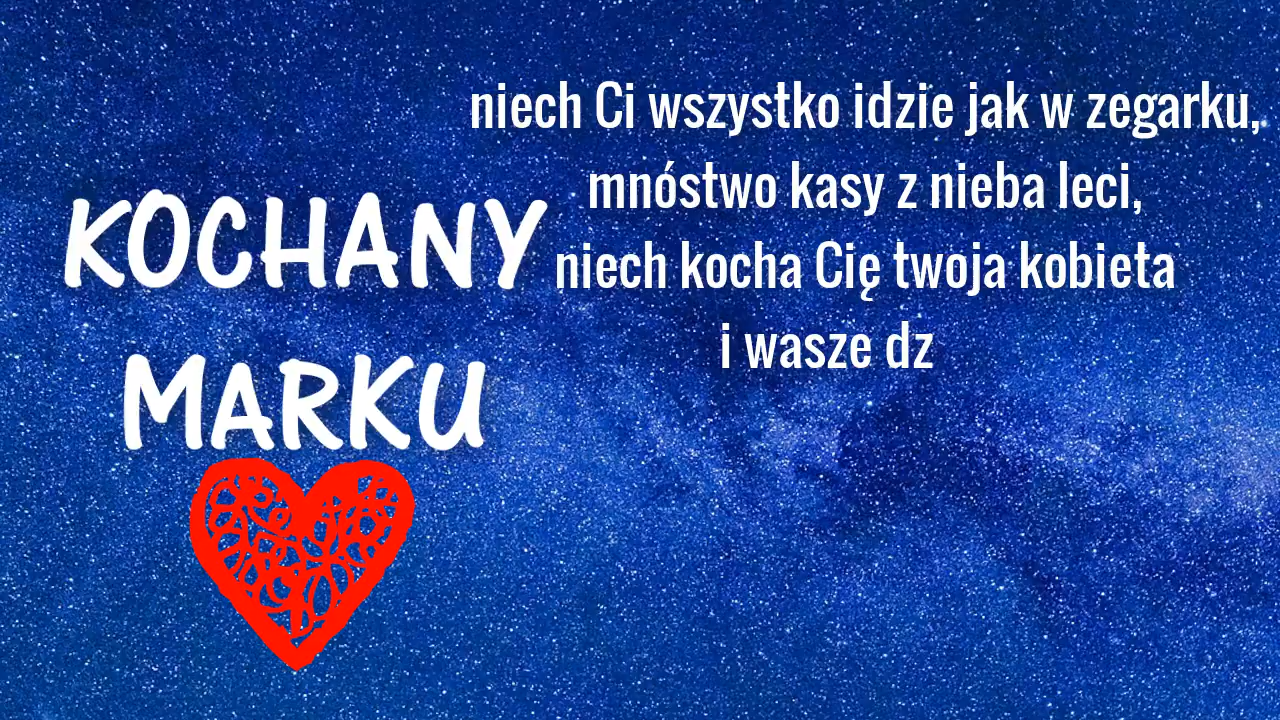 KOCHANY
MARKU
niech Ci wszystko idzie jak w zegarku,
mnóstwo kasy z nieba leci,
niech kocha Cię twoja kobieta
i wasze dz